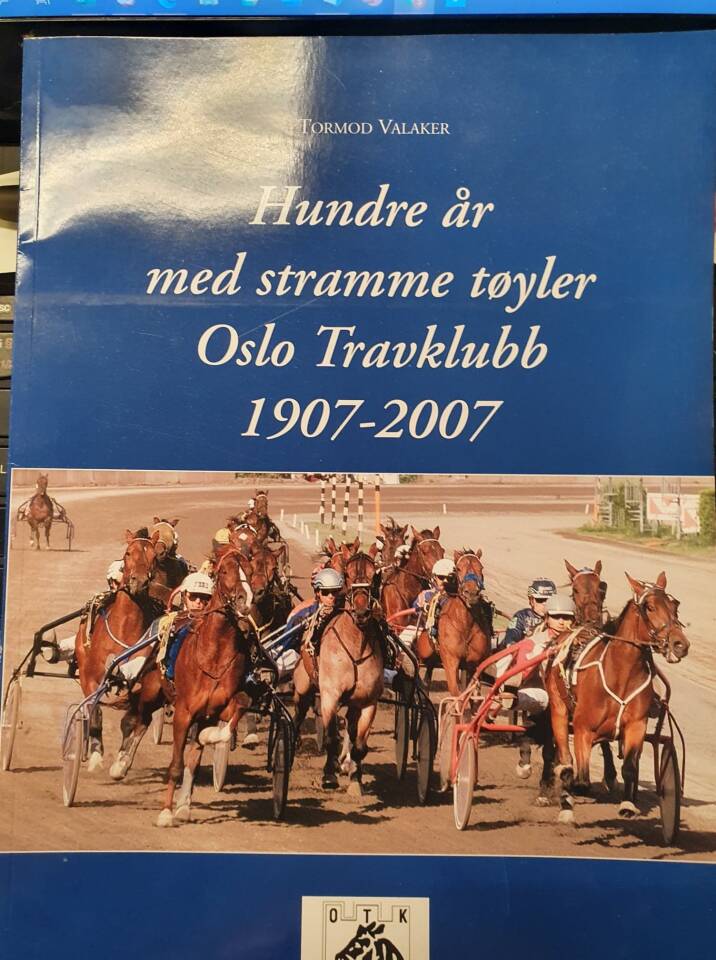 TORMOD VALAKER
Hundre år
med stramme tøyler
Oslo Travklubb
1907-2007
O T K